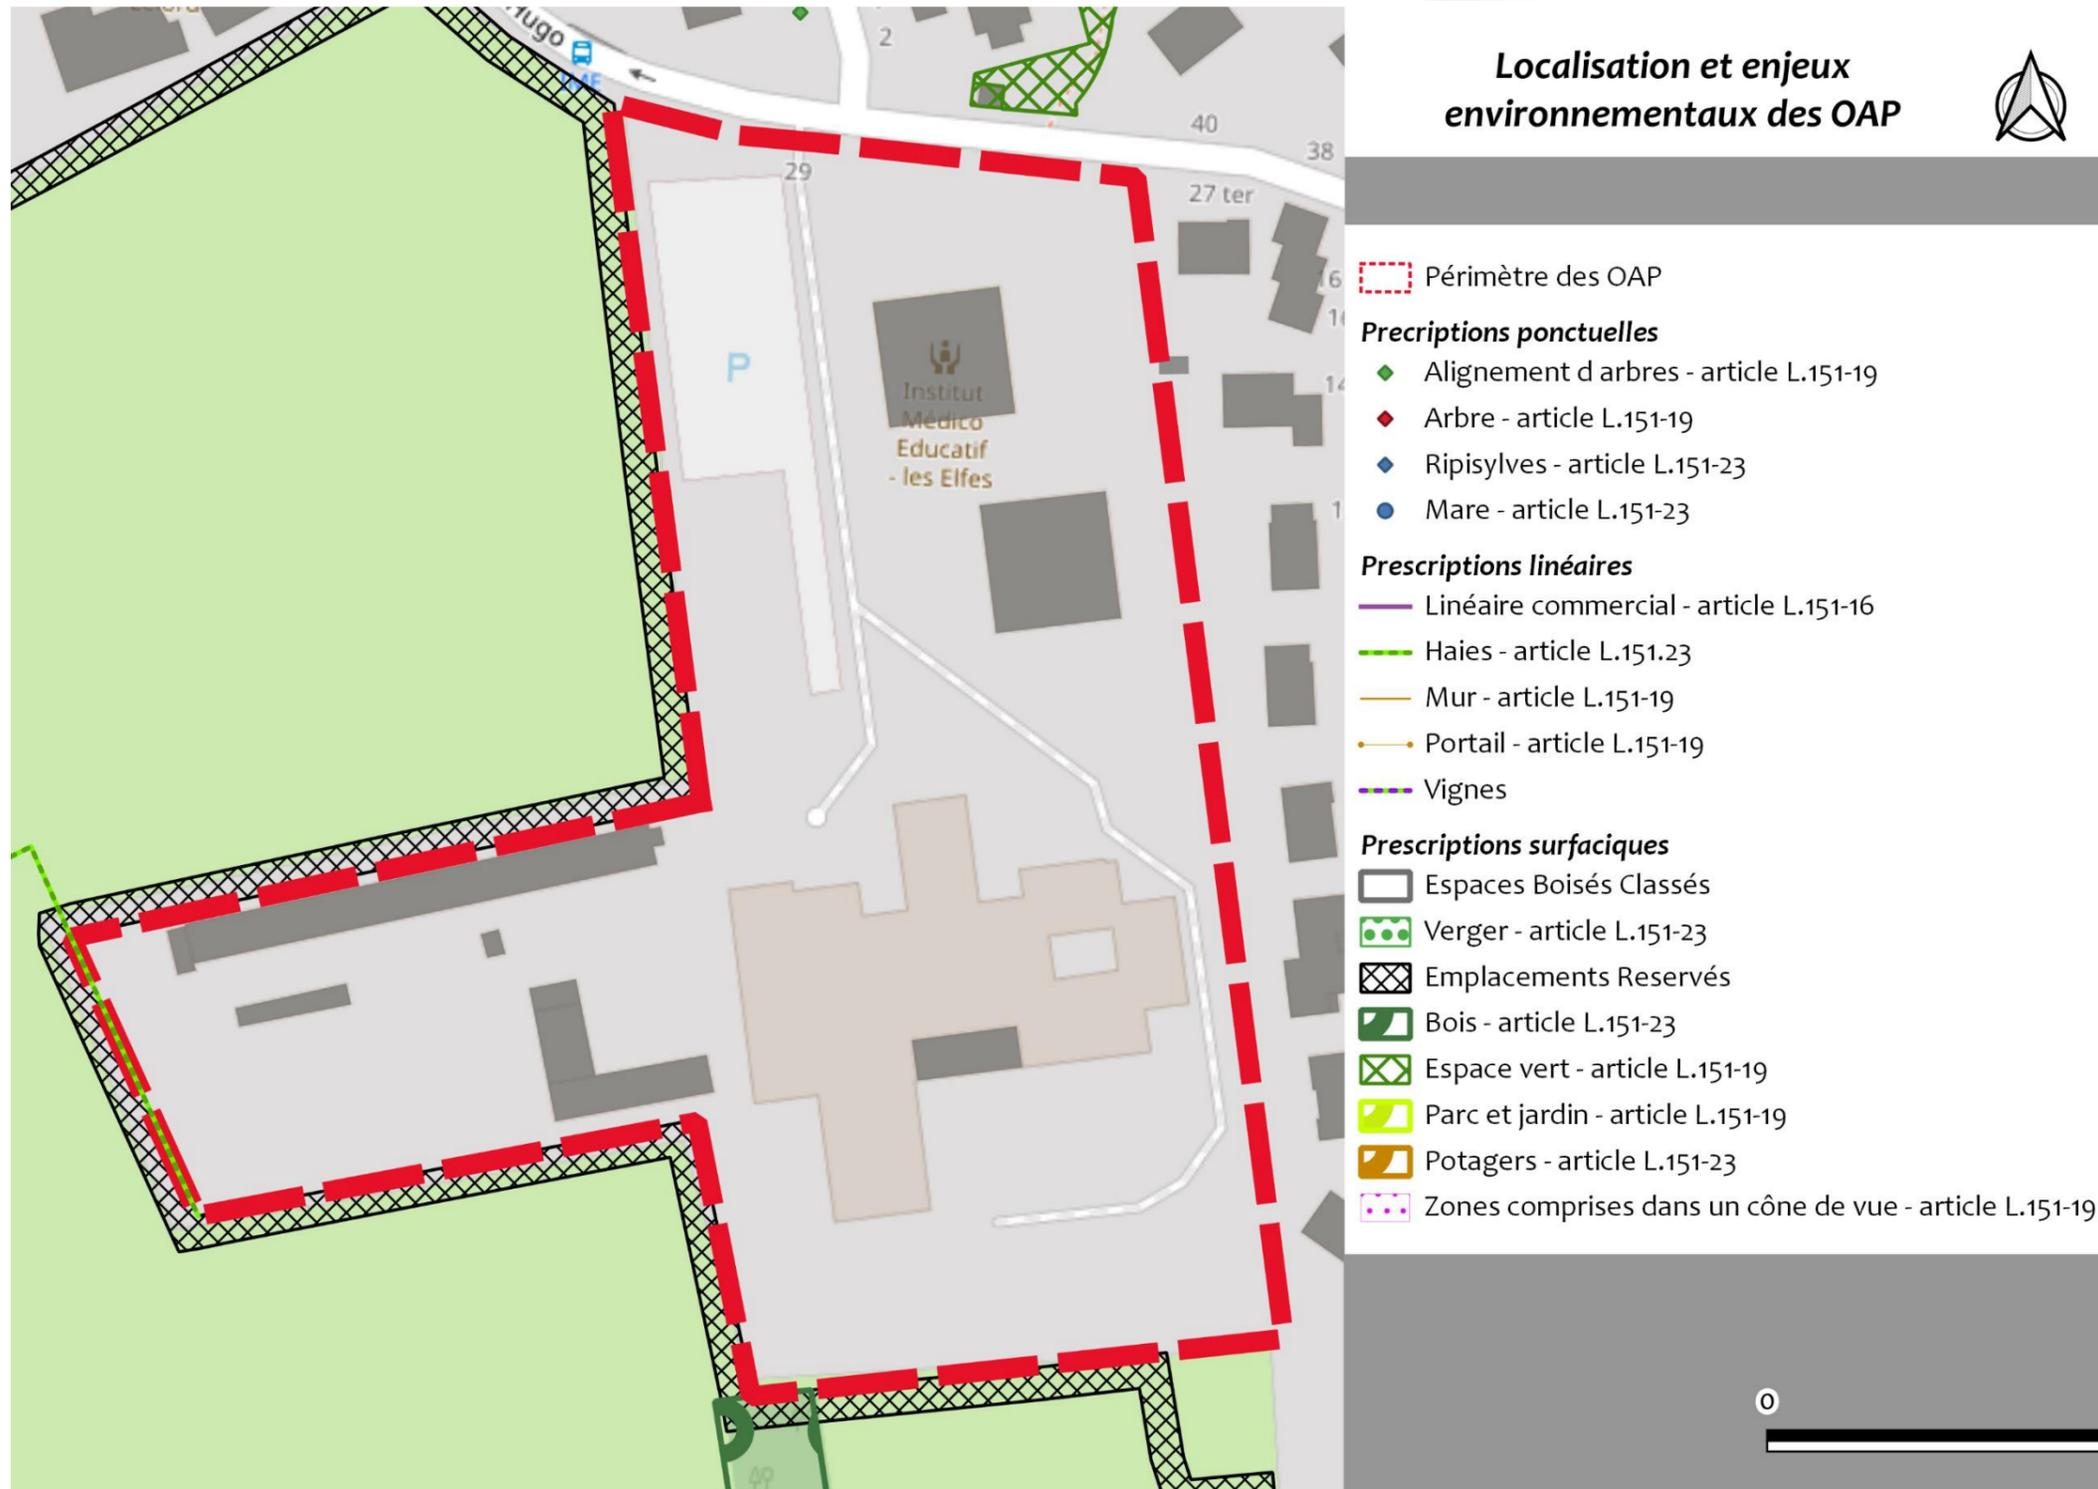 Hugo
IME
2
40
38
29
27 ter
16
P
Institut
Médico
Educatif
- les Elfes
Localisation et enjeux
environnementaux des OAP
Périmètre des OAP
Precriptions ponctuelles
Alignement d arbres - article L.151-19
Arbre - article L.151-19
Ripisylves - article L.151-23
Mare - article L.151-23
Prescriptions linéaires
Linéaire commercial - article L.151-16
Haies - article L.151.23
Mur - article L.151-19
Portail - article L.151-19
Vignes
Prescriptions surfaciques
Espaces Boisés Classés
Verger - article L.151-23
Emplacements Reservés
Bois - article L.151-23
Espace vert - article L.151-19
Parc et jardin - article L.151-19
Potagers - article L.151-23
Zones comprises dans un cône de vue - article L.151-19
0